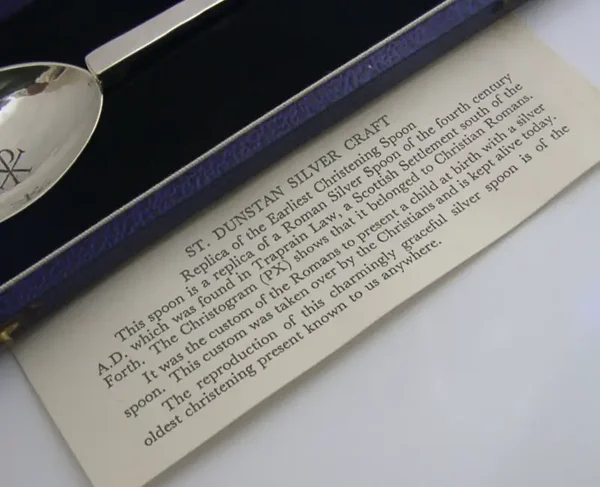 ST. DUNSTAN SILVER CRAFT
Replica of the Earliest Christening Spoon
This spoon is a replica of a Roman Silver Spoon of the fourth century
A.D. which was found in Traprain Law, a Scottish Settlement south of the
Forth. The Christogram (PX) shows that it belonged to Christian Romans.
It was the custom of the Romans to present a child at birth with a silver
spoon. This custom was taken over by the Christians and is kept alive today.
The reproduction of this charmingly graceful silver spoon is of the
oldest christening present known to us anywhere.